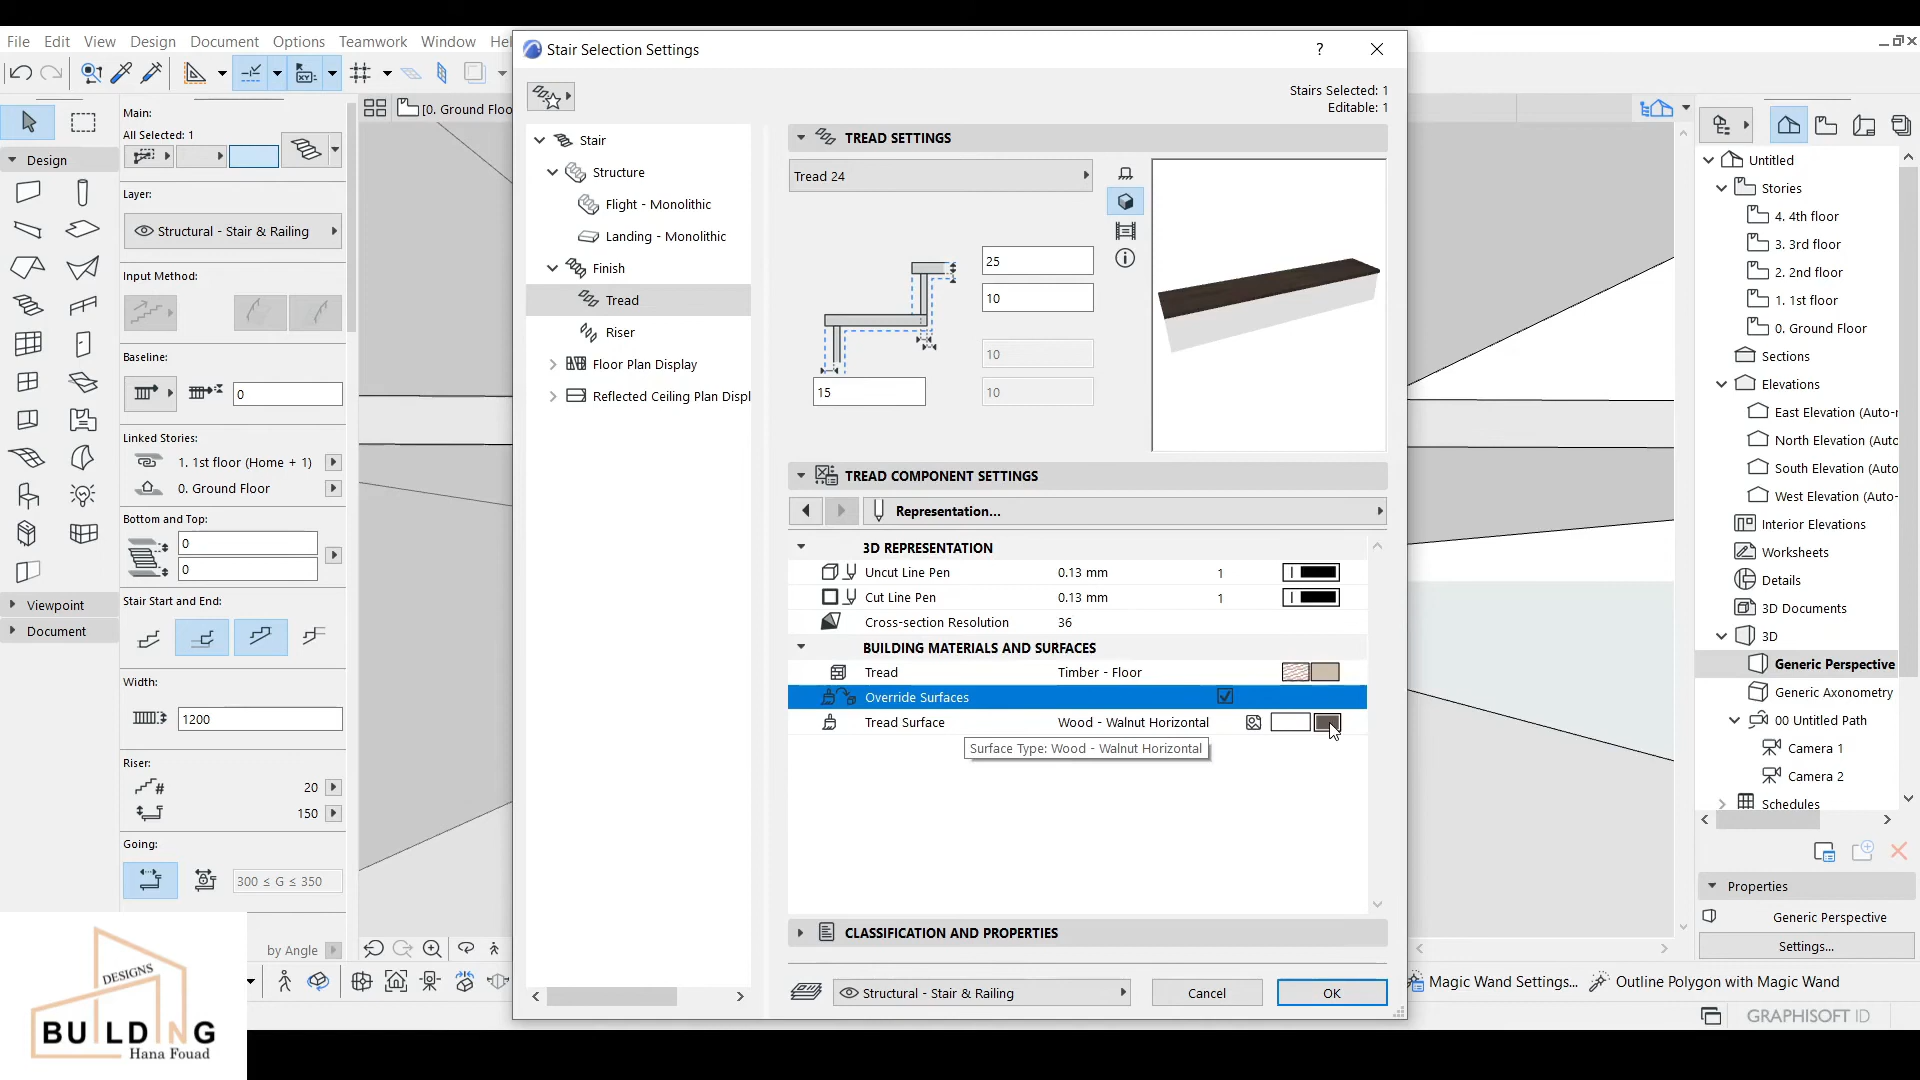 File Edit View Design Document Options Teamwork Window Hel
Stair Selection Settings
?
Stairs Selected: 1
Editable: 1
Main:
All Selected: 1
Design
Layer:
Structural - Stair & Railing
Input Method:
Baseline:
0
Linked Stories:
1. 1st floor (Home + 1)
0. Ground Floor
Bottom and Top:
0
0
Viewpoint
Document
Stair Start and End:
Width:
1200
Riser:
20
150
Going:
300 ≤ G ≤ 350
by Angle
[0. Ground Floo
Stair
Structure
Flight - Monolithic
Landing - Monolithic
Finish
Tread
Riser
Floor Plan Display
Reflected Ceiling Plan Displ
TREAD SETTINGS
Tread 24
25
10
10
15
10
TREAD COMPONENT SETTINGS
Representation...
3D REPRESENTATION
Uncut Line Pen 0.13 mm 1
Cut Line Pen 0.13 mm 1
Cross-section Resolution 36
BUILDING MATERIALS AND SURFACES
Tread Timber - Floor
Override Surfaces
Tread Surface Wood - Walnut Horizontal
Surface Type: Wood - Walnut Horizontal
CLASSIFICATION AND PROPERTIES
Structural - Stair & Railing
Cancel
OK
Untitled
Stories
4. 4th floor
3. 3rd floor
2. 2nd floor
1. 1st floor
0. Ground Floor
Sections
Elevations
East Elevation (Auto-r
North Elevation (Autc
South Elevation (Auto
West Elevation (Auto-
Interior Elevations
Worksheets
Details
3D Documents
3D
Generic Perspective
Generic Axonometry
00 Untitled Path
Camera 1
Camera 2
Schedules
Properties
Generic Perspective
Settings...
Magic Wand Settings...
Outline Polygon with Magic Wand
GRAPHISOFT ID
DESIGNS
BUILDING
Hana Fouad